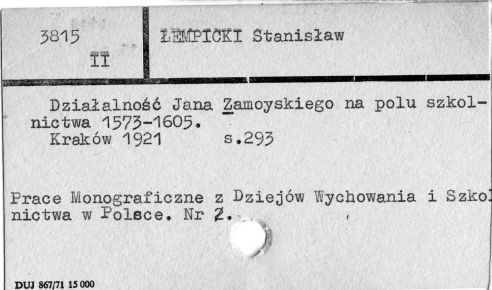 3815
II
ŁEMPICKI Stanisław
Działalność Jana Zamoyskiego na polu szkol-
nictwa 1573-1605.
Kraków 1921 s.293
Prace Monograficzne z Dziejów Wychowania i Szkol
nictwa w Polsce. Nr 2.
DUJ 867/71 15 000